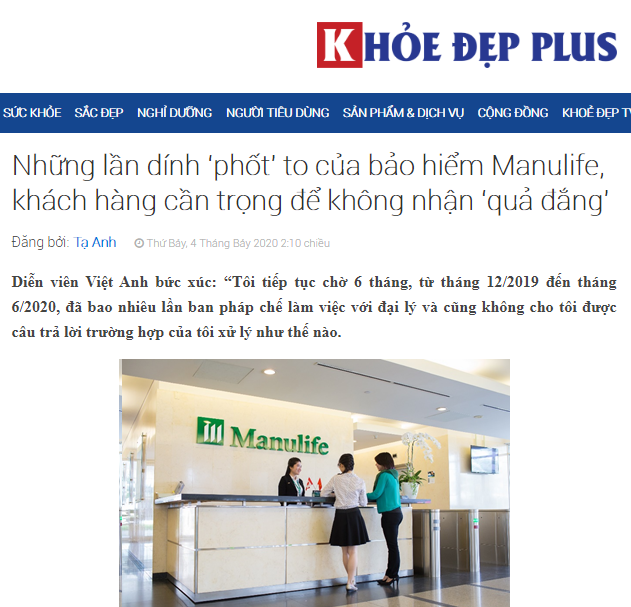 KHỎE ĐẸP PLUS
SỨC KHỎE SẮC ĐẸP NGHỈ DƯỠNG NGƯỜI TIÊU DÙNG SẢN PHẨM & DỊCH VỤ CỘNG ĐỒNG KHOẺ ĐẸP TV
Những lần dính ‘phốt’ to của bảo hiểm Manulife,
khách hàng cần trọng để không nhận ‘quả đắng’
Đăng bởi: Tạ Anh Thứ Bảy, 4 Tháng Bảy 2020 2:10 chiều
Diễn viên Việt Anh bức xúc: “Tôi tiếp tục chờ 6 tháng, từ tháng 12/2019 đến tháng
6/2020, đã bao nhiêu lần ban pháp chế làm việc với đại lý và cũng không cho tôi được
câu trả lời trường hợp của tôi xử lý như thế nào.
Manulife